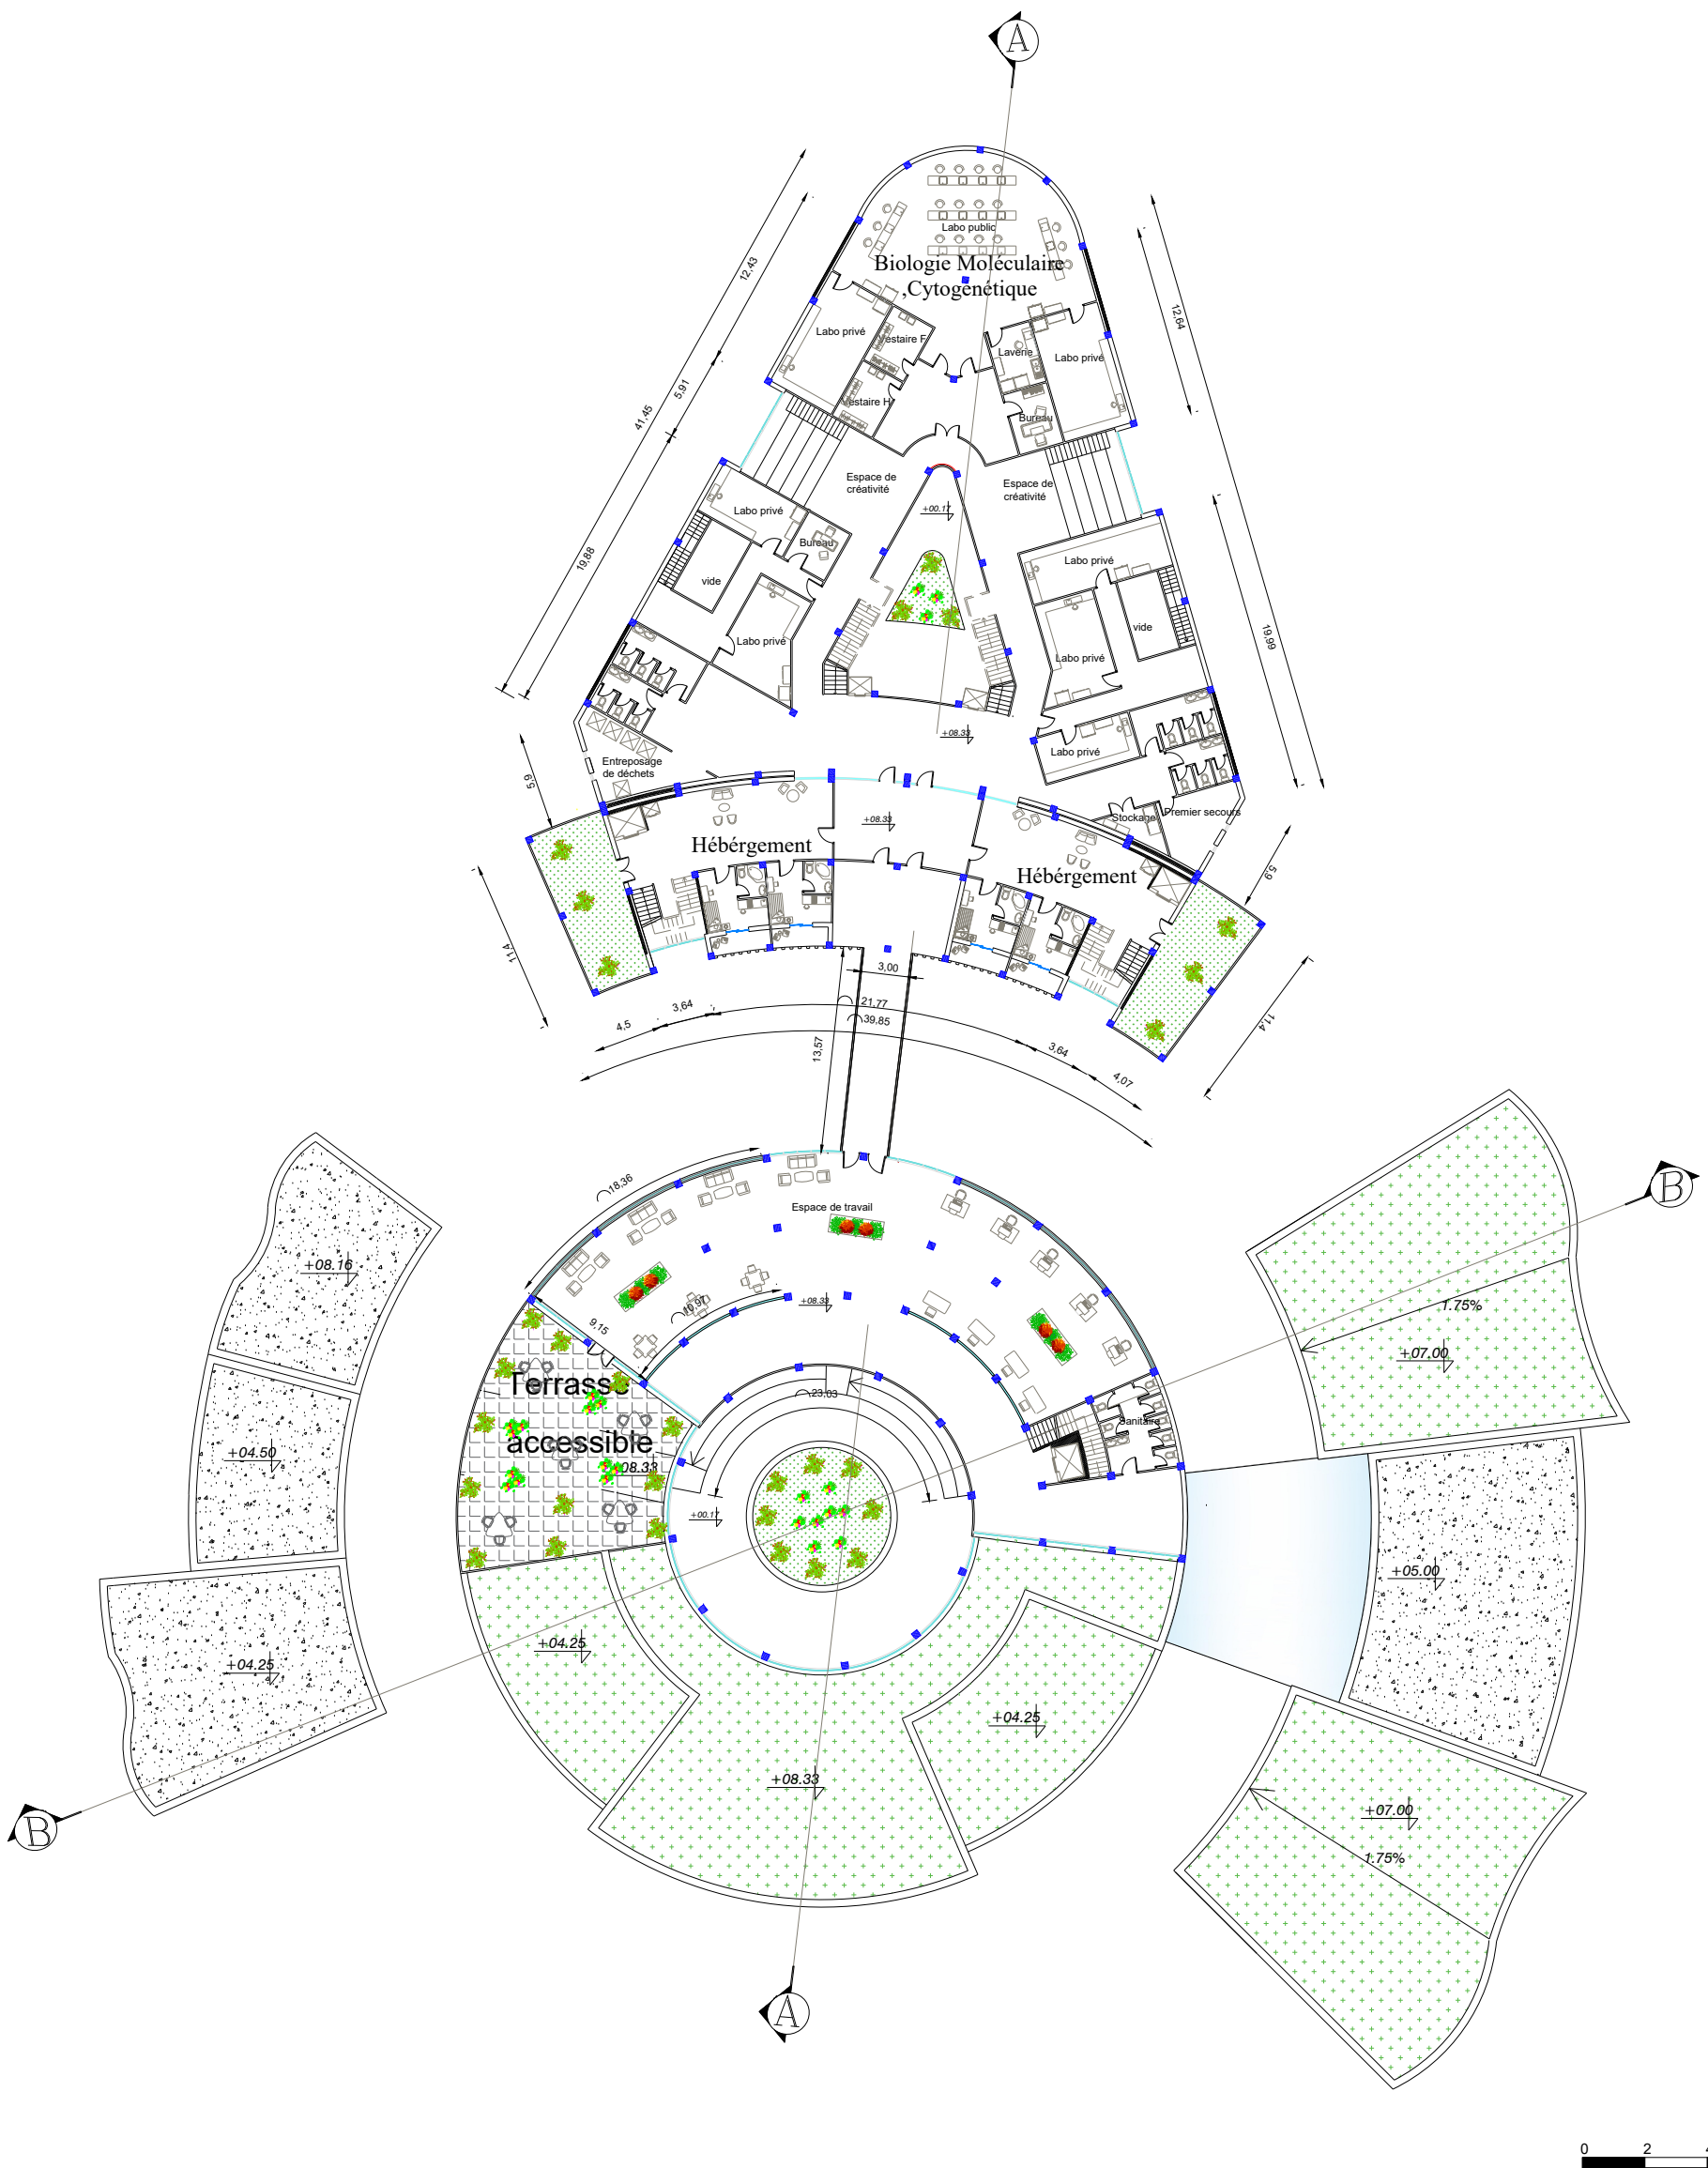 A
Labo public
Biologie Moléculaire
,Cytogénétique
12,43
12,64
Labo privé
Vestiaire F
Laverie
Labo privé
5,91
41,45
Vestiaire H
Bureau
Espace de
créativité
Espace de
créativité
Labo privé
+00.17
Bureau
19,88
Labo privé
vide
vide
19,99
Labo privé
Labo privé
+08.33
Labo privé
Entreposage
de déchets
5,9
Stockage
Premier secours
+08.33
Hébérgement
Hébérgement
5,9
11,4
3,00
21,77
3,64
39,85
4,5
13,57
3,64
4,07
11,4
B
18,36
Espace de travail
+08.16
10,97
+08.33
1.75%
9,15
+07.00
Terrasse
23,03
Sanitaire
accessible
+04.50
+08.33
+00.17
+05.00
+04.25
+04.25
+04.25
+08.33
+07.00
B
1.75%
A
0 2 4